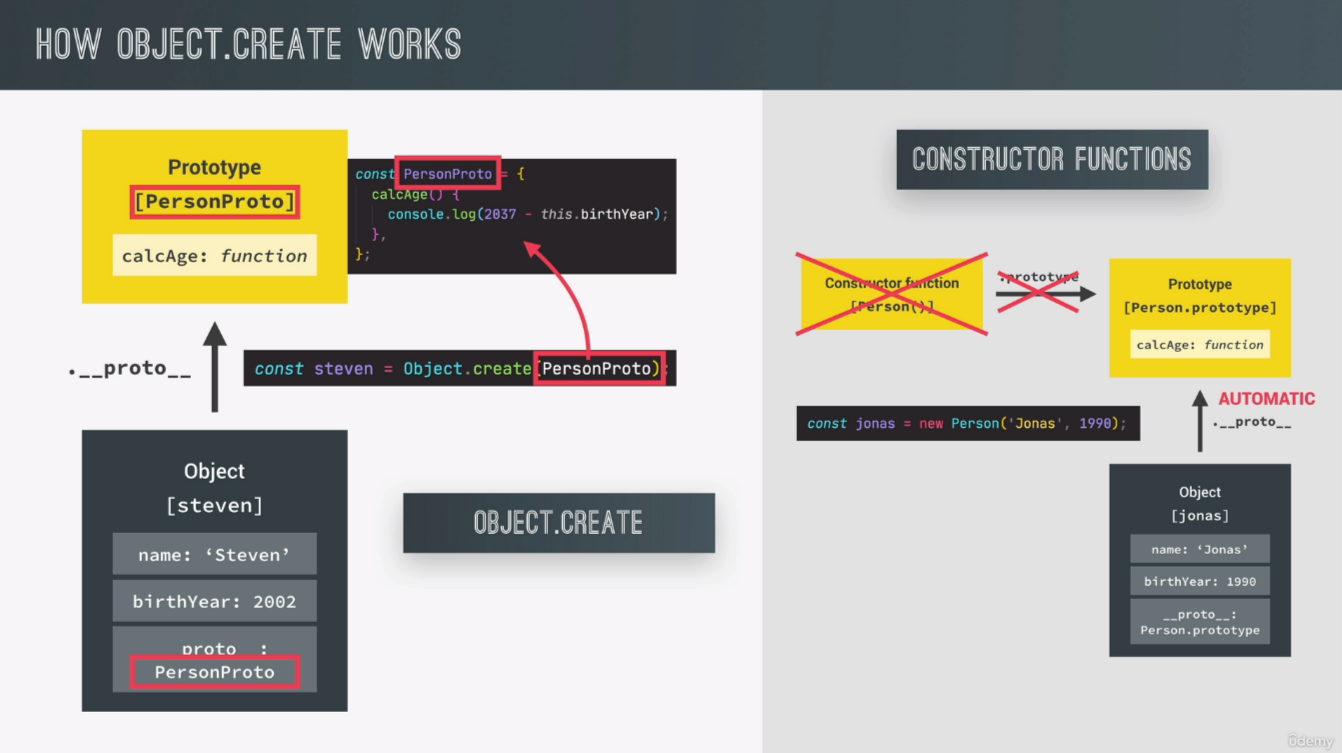 HOW OBJECT.CREATE WORKS
Prototype
[PersonProto]
calcAge: function
const PersonProto = {
calcAge() {
console.log(2037 - this.birthYear);
},
};
.__proto__
const steven = Object.create(PersonProto);
Object
[steven]
name: ‘Steven’
birthYear: 2002
__proto__:
PersonProto
OBJECT.CREATE
CONSTRUCTOR FUNCTIONS
Constructor function
[Person()]
.prototype
Prototype
[Person.prototype]
calcAge: function
AUTOMATIC
.__proto__
const jonas = new Person('Jonas', 1990);
Object
[jonas]
name: ‘Jonas’
birthYear: 1990
__proto__:
Person.prototype
ûdemy